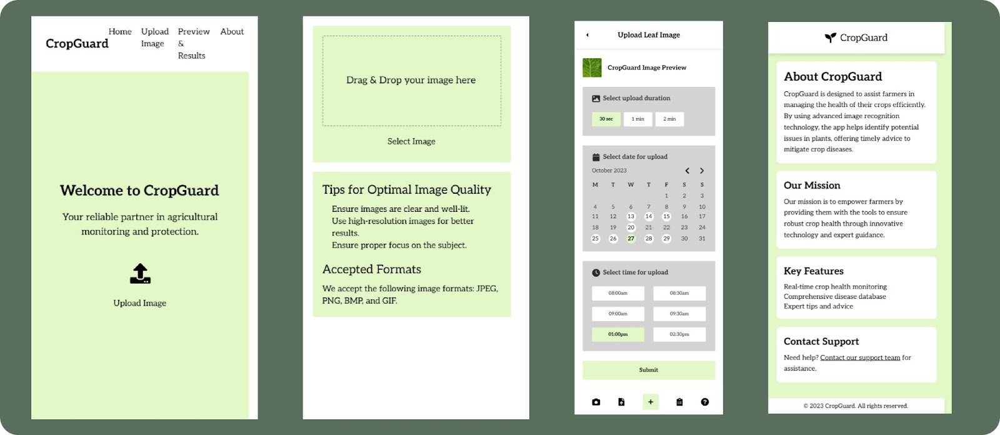 CropGuard
Home
Upload
Image
Preview
&
Results
About
Welcome to CropGuard
Your reliable partner in agricultural
monitoring and protection.
Upload Image
Drag & Drop your image here
Select Image
Tips for Optimal Image Quality
Ensure images are clear and well-lit.
Use high-resolution images for better
results.
Ensure proper focus on the subject.
Accepted Formats
We accept the following image formats: JPEG,
PNG, BMP, and GIF.
Upload Leaf Image
CropGuard Image Preview
Select upload duration
30 sec 1 min 2 min
Select date for upload
October 2023
M T W T F S S
1 2 3
4 5 6 7 8 9 10
11 12 13 14 15 16 17
18 19 20 21 22 23 24
25 26 27 28 29 30 31
Select time for upload
08:00am 08:30am
09:00am 09:30am
01:00pm 02:30pm
Submit
CropGuard
About CropGuard
CropGuard is designed to assist farmers in
managing the health of their crops efficiently.
By using advanced image recognition
technology, the app helps identify potential
issues in plants, offering timely advice to
mitigate crop diseases.
Our Mission
Our mission is to empower farmers by
providing them with the tools to ensure
robust crop health through innovative
technology and expert guidance.
Key Features
Real-time crop health monitoring
Comprehensive disease database
Expert tips and advice
Contact Support
Need help? Contact our support team for
assistance.
© 2023 CropGuard. All rights reserved.